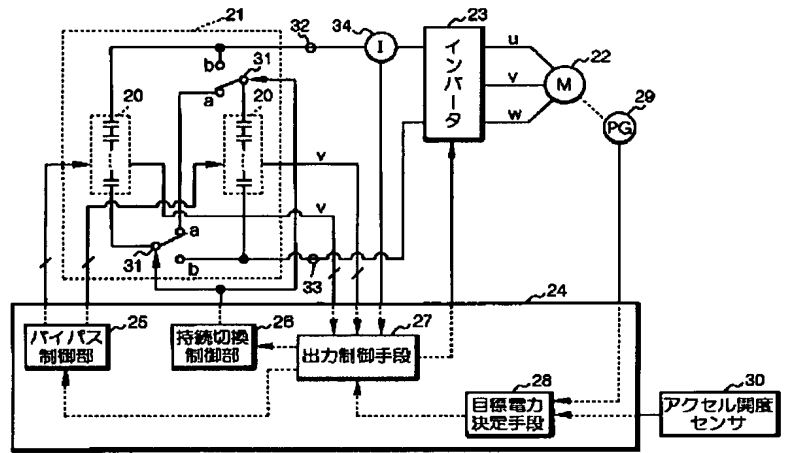 21
32
34
I
23
インバータ
u
v
w
22
M
29
PG
b
31
a
20
20
v
v
31
a
b
33
24
バイパス
制御部
25
持続切換
制御部
26
出力制御手段
27
目標電力
決定手段
28
アクセル開度
センサ
30